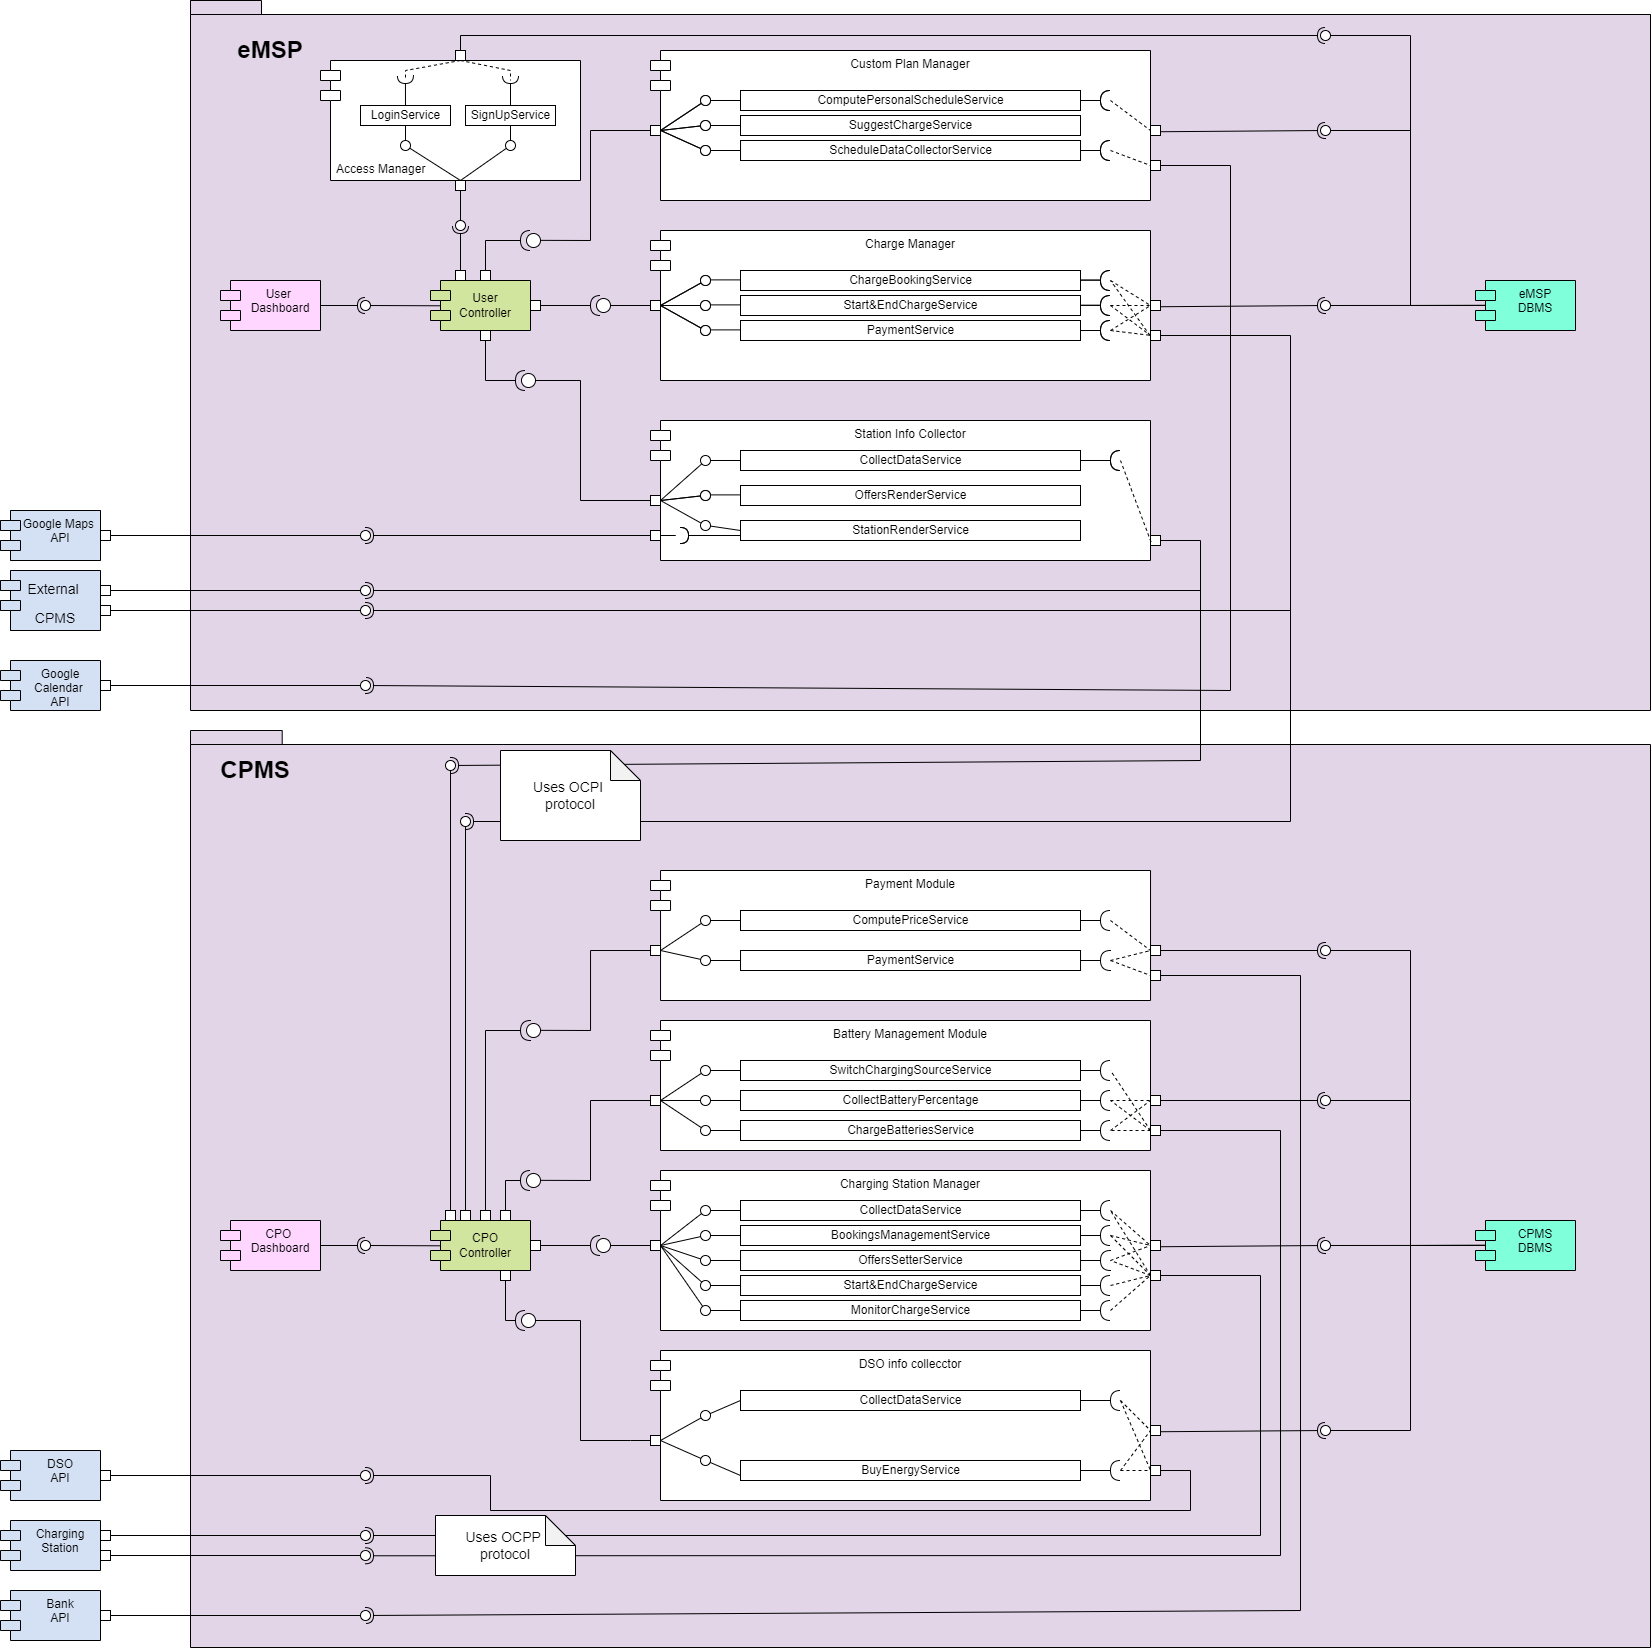 eMSP
LoginService
SignUpService
Access Manager
Custom Plan Manager
ComputePersonalScheduleService
SuggestChargeService
ScheduleDataCollectorService
User
Dashboard
User
Controller
Charge Manager
ChargeBookingService
Start&EndChargeService
PaymentService
eMSP
DBMS
Station Info Collector
CollectDataService
OffersRenderService
StationRenderService
Google Maps
API
External
CPMS
Google
Calendar
API
CPMS
Uses OCPI
protocol
Payment Module
ComputePriceService
PaymentService
Battery Management Module
SwitchChargingSourceService
CollectBatteryPercentage
ChargeBatteriesService
CPO
Dashboard
CPO
Controller
Charging Station Manager
CollectDataService
BookingsManagementService
OffersSetterService
Start&EndChargeService
MonitorChargeService
CPMS
DBMS
DSO info collecctor
CollectDataService
BuyEnergyService
DSO
API
Charging
Station
Uses OCPP
protocol
Bank
API